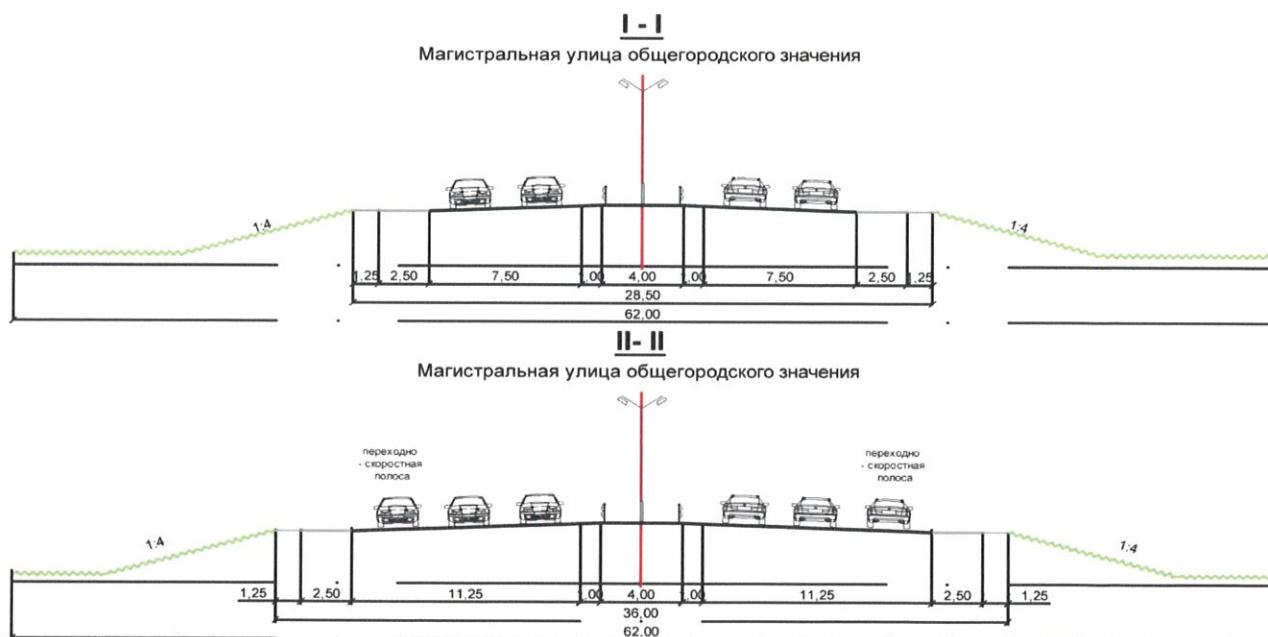 I - I
Магистральная улица общегородского значения
1:4
1:4
1,25 2,50 7,50 1,00 4,00 1,00 7,50 2,50 1,25
28,50
62,00
II- II
Магистральная улица общегородского значения
переходно
- скоростная
полоса
переходно
- скоростная
полоса
1:4
1:4
1,25 2,50 11,25 1,00 4,00 1,00 11,25 2,50 1,25
36,00
62,00